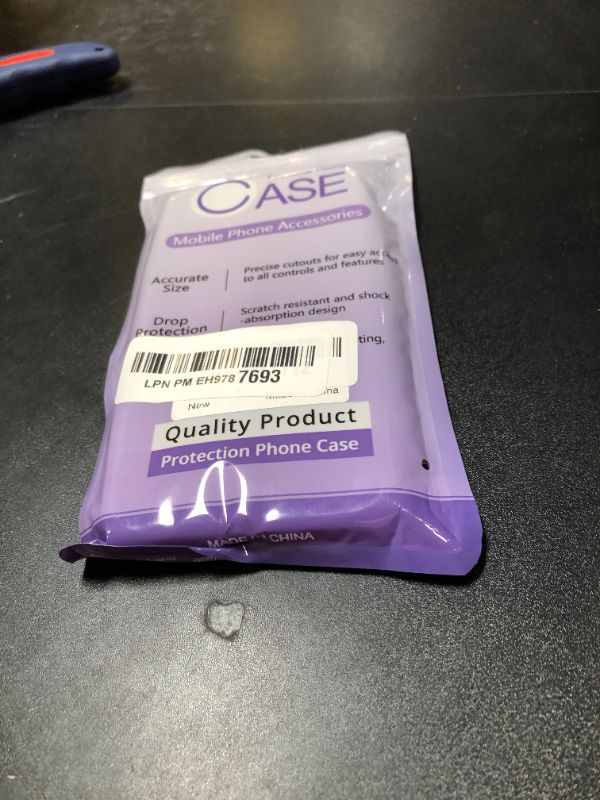 CASE
Mobile Phone Accessories
Accurate
Size
Precise cutouts for easy
to all controls and features
Drop
Protection
Scratch resistant and shock
-absorption design
LPN PM EH978 7693
New
Quality Product
Protection Phone Case
MADE IN CHINA